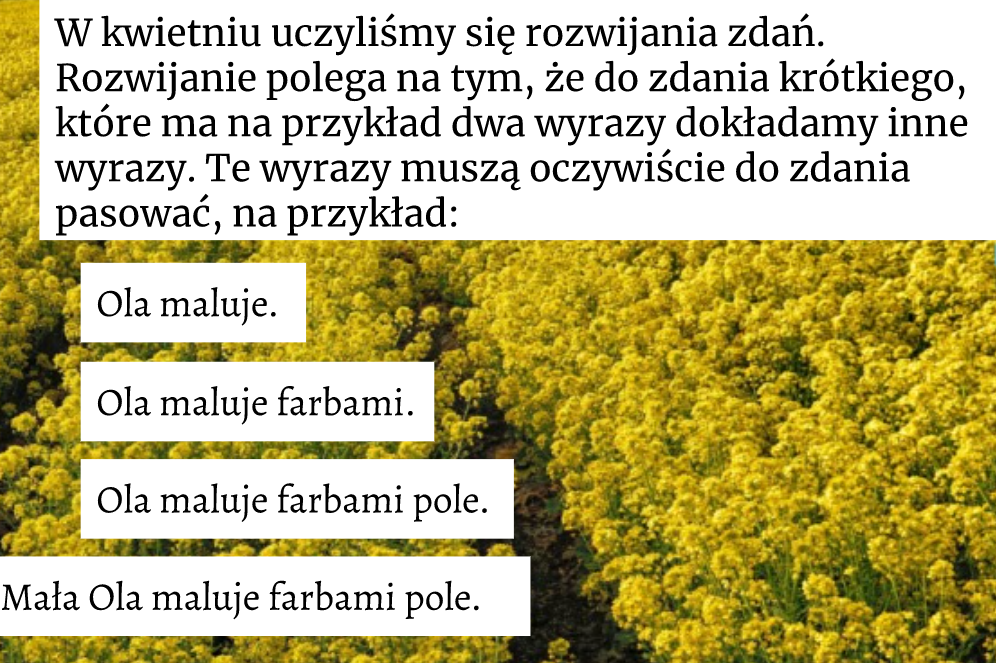 W kwietniu uczyliśmy się rozwijania zdań.
Rozwijanie polega na tym, że do zdania krótkiego,
które ma na przykład dwa wyrazy dokładamy inne
wyrazy. Te wyrazy muszą oczywiście do zdania
pasować, na przykład:
Ola maluje.
Ola maluje farbami.
Ola maluje farbami pole.
Mała Ola maluje farbami pole.